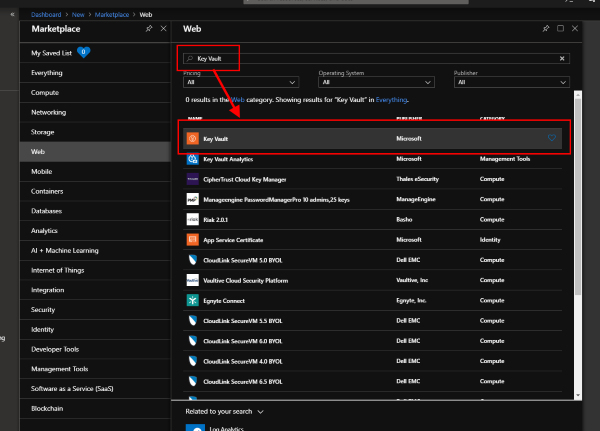 Dashboard > New > Marketplace > Web
Marketplace
My Saved List 0
Everything
Compute
Networking
Storage
Web
Mobile
Containers
Databases
Analytics
AI + Machine Learning
Internet of Things
Integration
Security
Identity
Developer Tools
Management Tools
Software as a Service (SaaS)
Blockchain
Web
Key Vault
Pricing
All
Operating System
All
Publisher
All
0 results in the Web category. Showing results for "Key Vault" in Everything.
NAME PUBLISHER CATEGORY
Key Vault Microsoft
Key Vault Analytics Microsoft Management Tools
CipherTrust Cloud Key Manager Thales eSecurity Compute
Manageengine PasswordManagerPro 10 admins,25 keys ManageEngine Compute
Riak 2.0.1 Basho Compute
App Service Certificate Microsoft Identity
CloudLink SecureVM 5.0 BYOL Dell EMC Compute
Vaultive Cloud Security Platform Vaultive, Inc Compute
Egnyte Connect Egnyte, Inc. Compute
CloudLink SecureVM 5.5 BYOL Dell EMC Compute
CloudLink SecureVM 6.0 BYOL Dell EMC Compute
CloudLink SecureVM 4.0 BYOL Dell EMC Compute
CloudLink SecureVM 6.5 BYOL Dell EMC Compute
Related to your search
Log Analytics